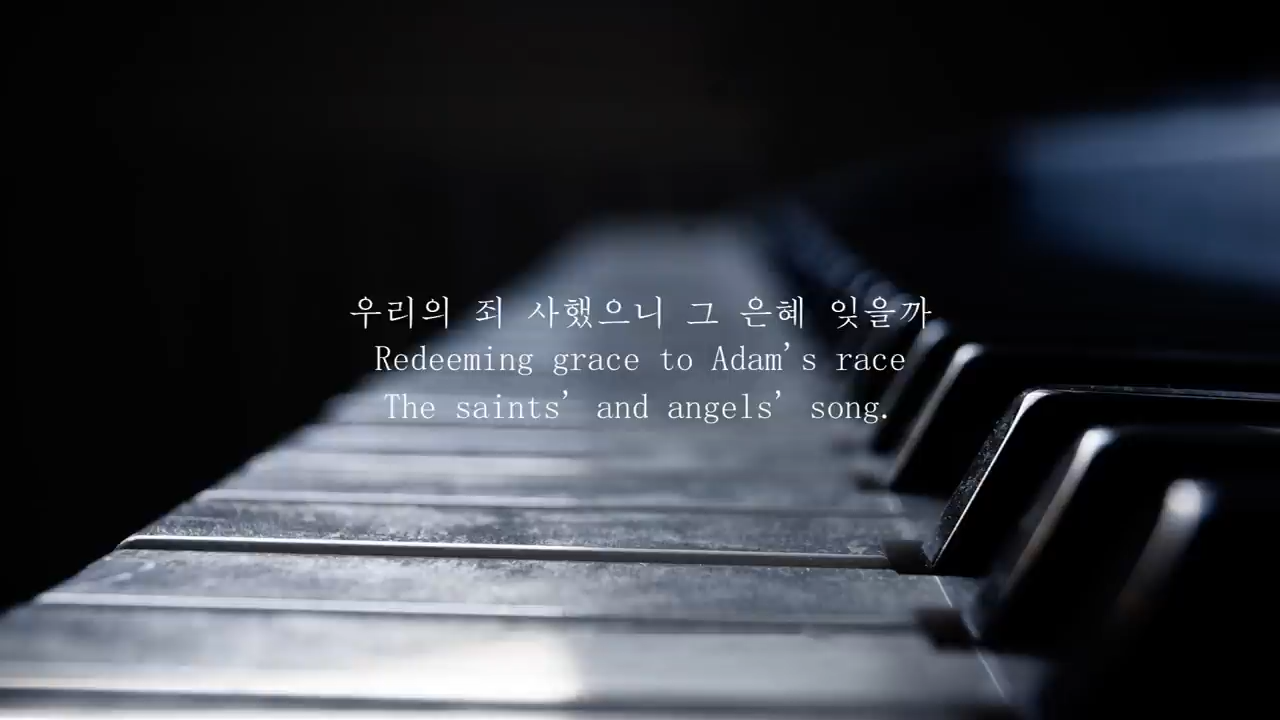 우리의 죄 사했으니 그 은혜 잊을까
Redeeming grace to Adam’s race
The saints’ and angels’ song.